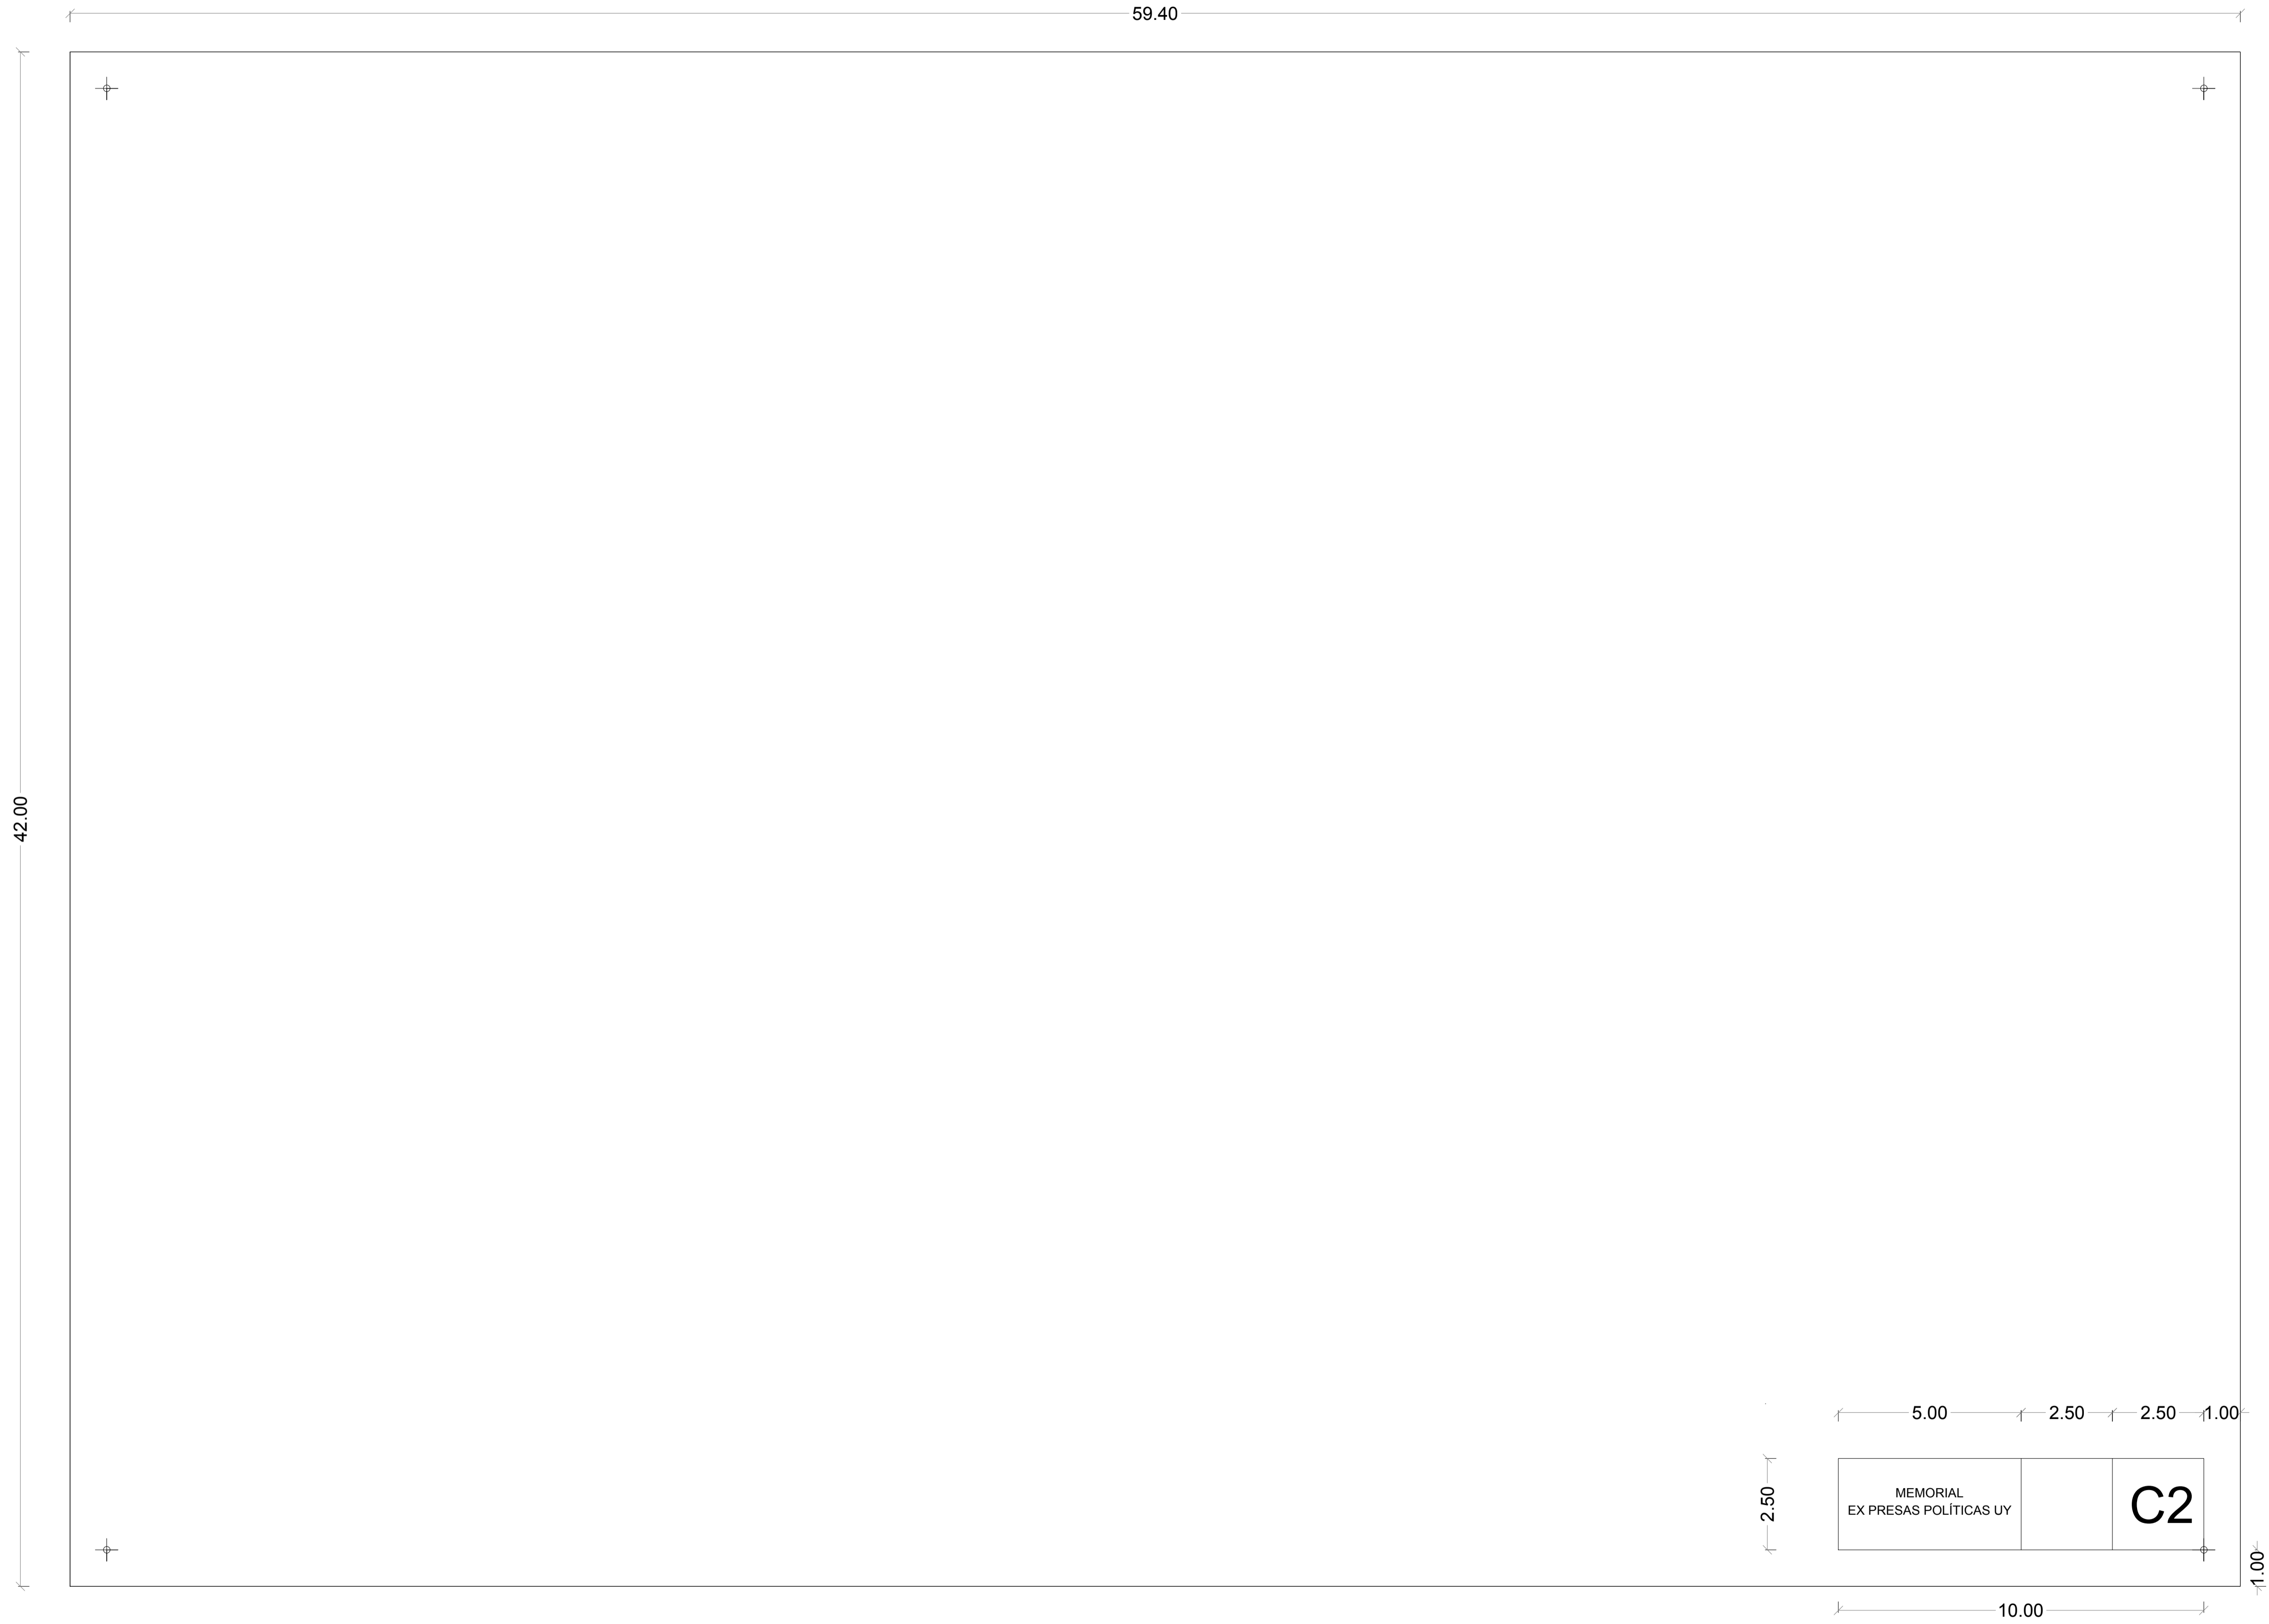 59.40
42.00
5.00 2.50 2.50 1.00
2.50
MEMORIAL
EX PRESAS POLÍTICAS UY
C2
1.00
10.00